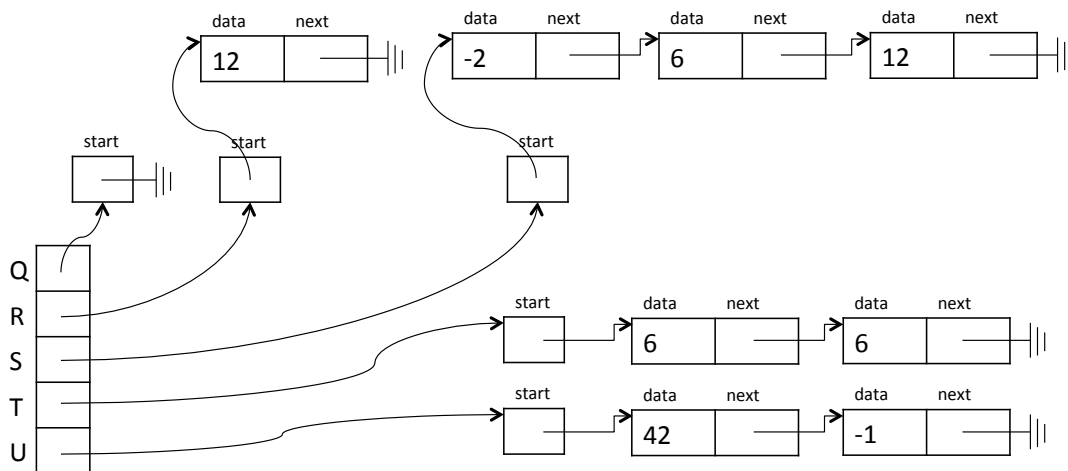 data next data next data next data next
12 -2 6 12
start start start
Q
R
start data next data next
6 6
S
T
start data next data next
42 -1
U